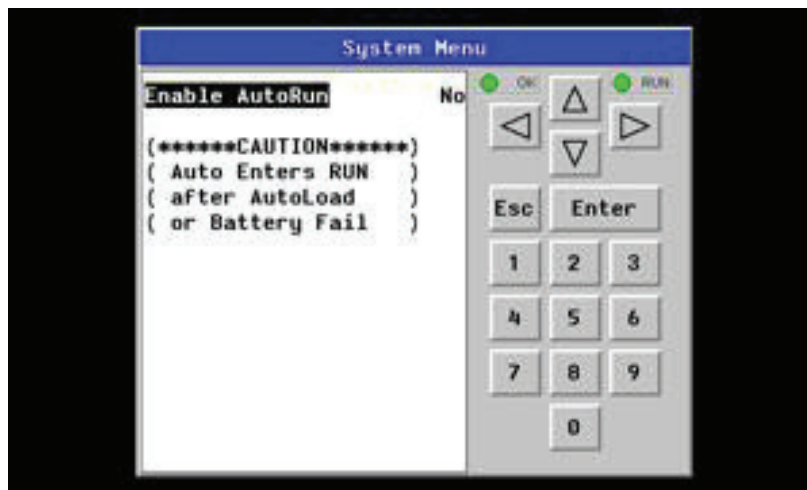 System Menu
Enable AutoRun No
(******CAUTION******)
( Auto Enters RUN )
( after AutoLoad )
( or Battery Fail )
OK
RUN
Esc Enter
1 2 3
4 5 6
7 8 9
0